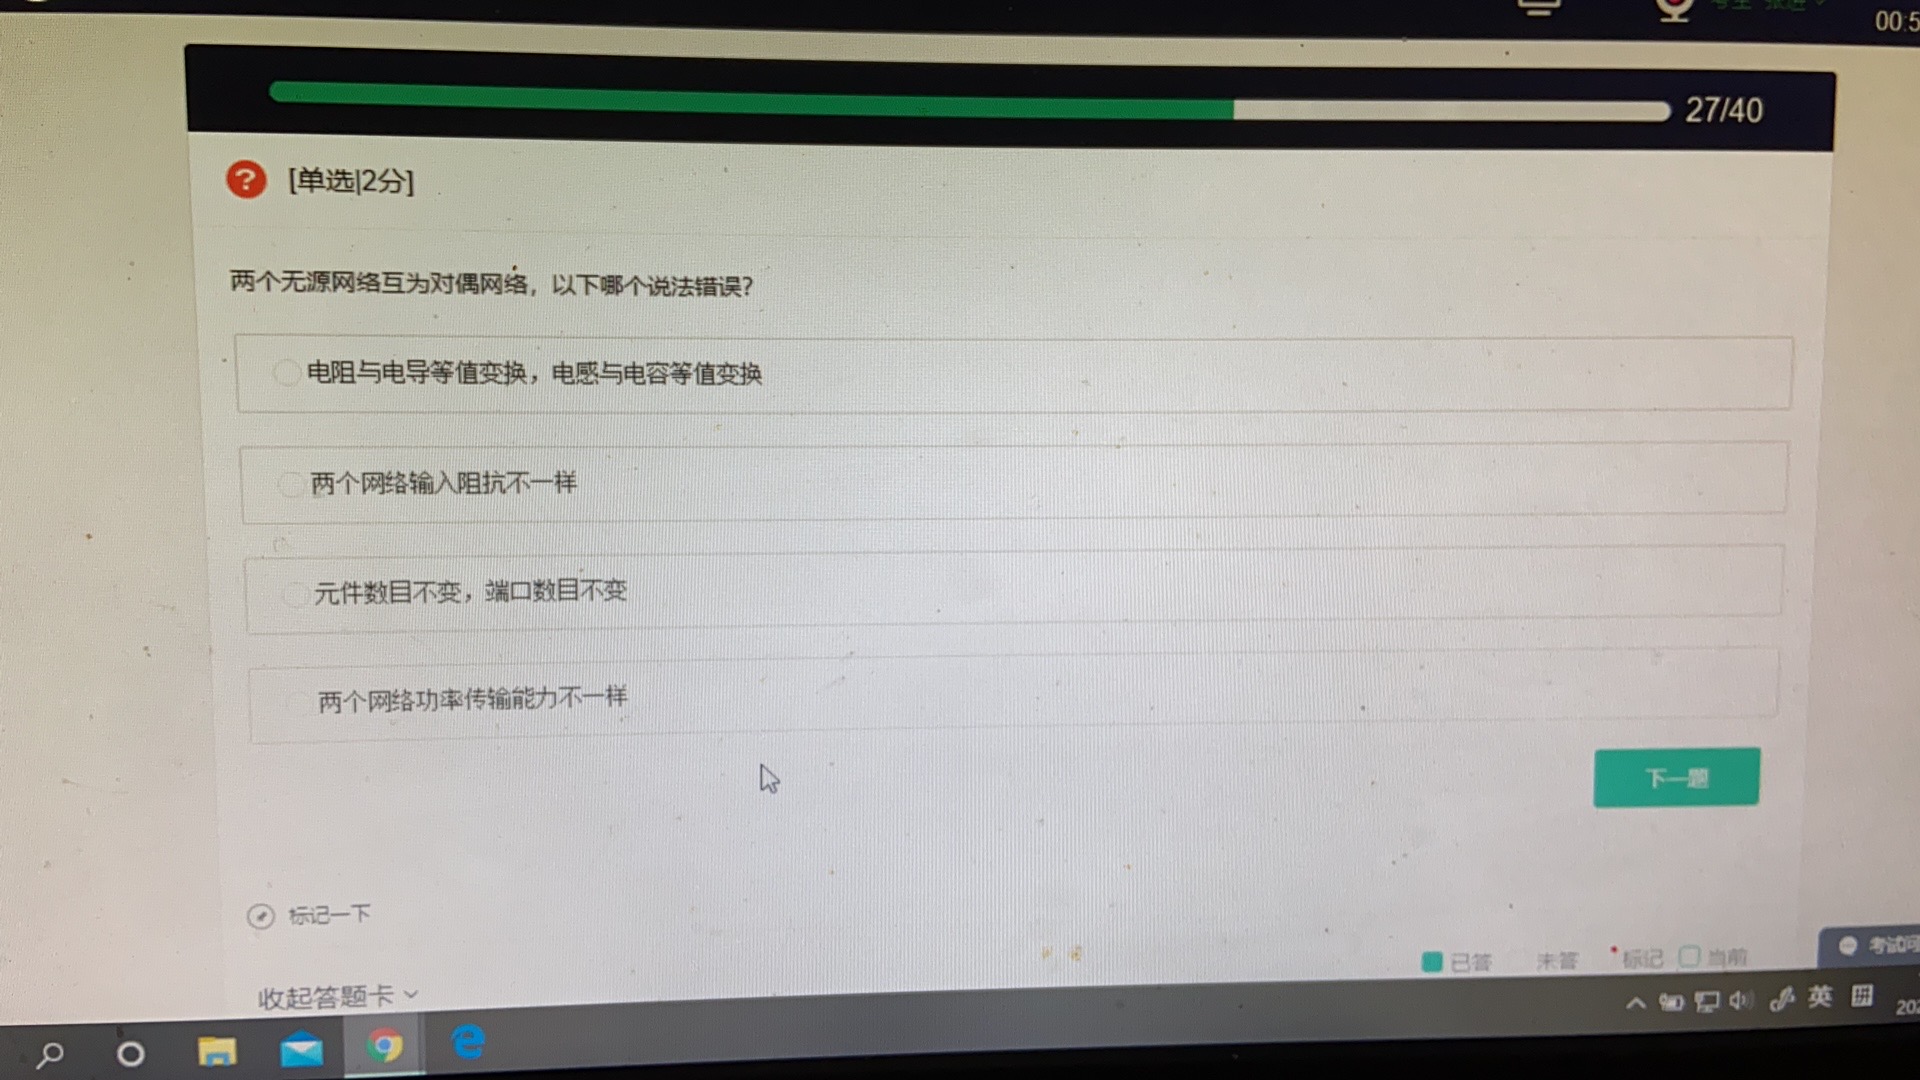 00:5
27/40
? [单选|2分]
两个无源网络互为对偶网络，以下哪个说法错误?
电阻与电导等值变换，电感与电容等值变换
两个网络输入阻抗不一样
元件数目不变，端口数目不变
两个网络功率传输能力不一样
下一题
标记一下
已答 未答 标记 当前
考试问
收起答题卡
英 拼
202